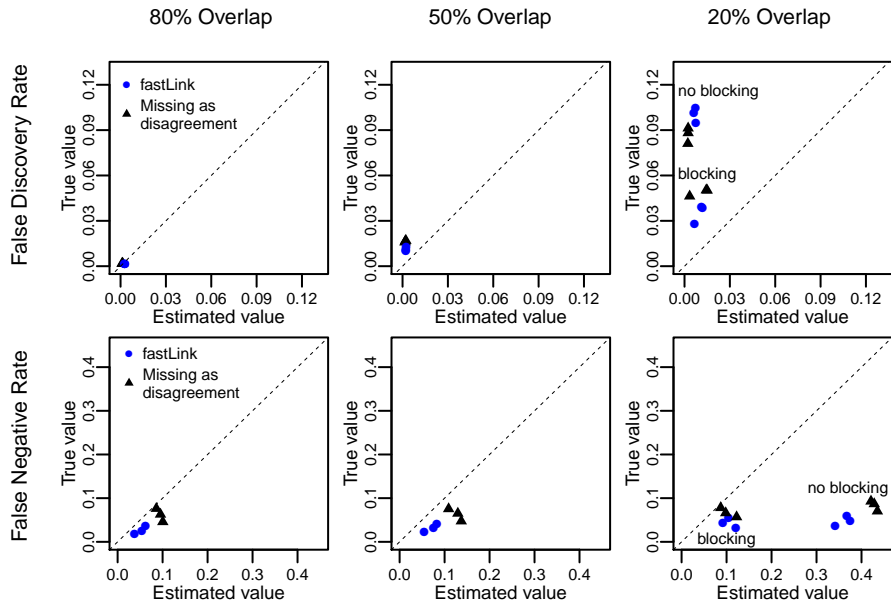 80% Overlap
50% Overlap
20% Overlap
False Discovery Rate
True value
0.00 0.03 0.06 0.09 0.12
fastLink
Missing as
disagreement
0.00 0.03 0.06 0.09 0.12
Estimated value
True value
0.00 0.03 0.06 0.09 0.12
0.00 0.03 0.06 0.09 0.12
Estimated value
True value
0.00 0.03 0.06 0.09 0.12
no blocking
blocking
0.00 0.03 0.06 0.09 0.12
Estimated value
False Negative Rate
True value
0.0 0.1 0.2 0.3 0.4
fastLink
Missing as
disagreement
0.0 0.1 0.2 0.3 0.4
Estimated value
True value
0.0 0.1 0.2 0.3 0.4
0.0 0.1 0.2 0.3 0.4
Estimated value
True value
0.0 0.1 0.2 0.3 0.4
no blocking
blocking
0.0 0.1 0.2 0.3 0.4
Estimated value